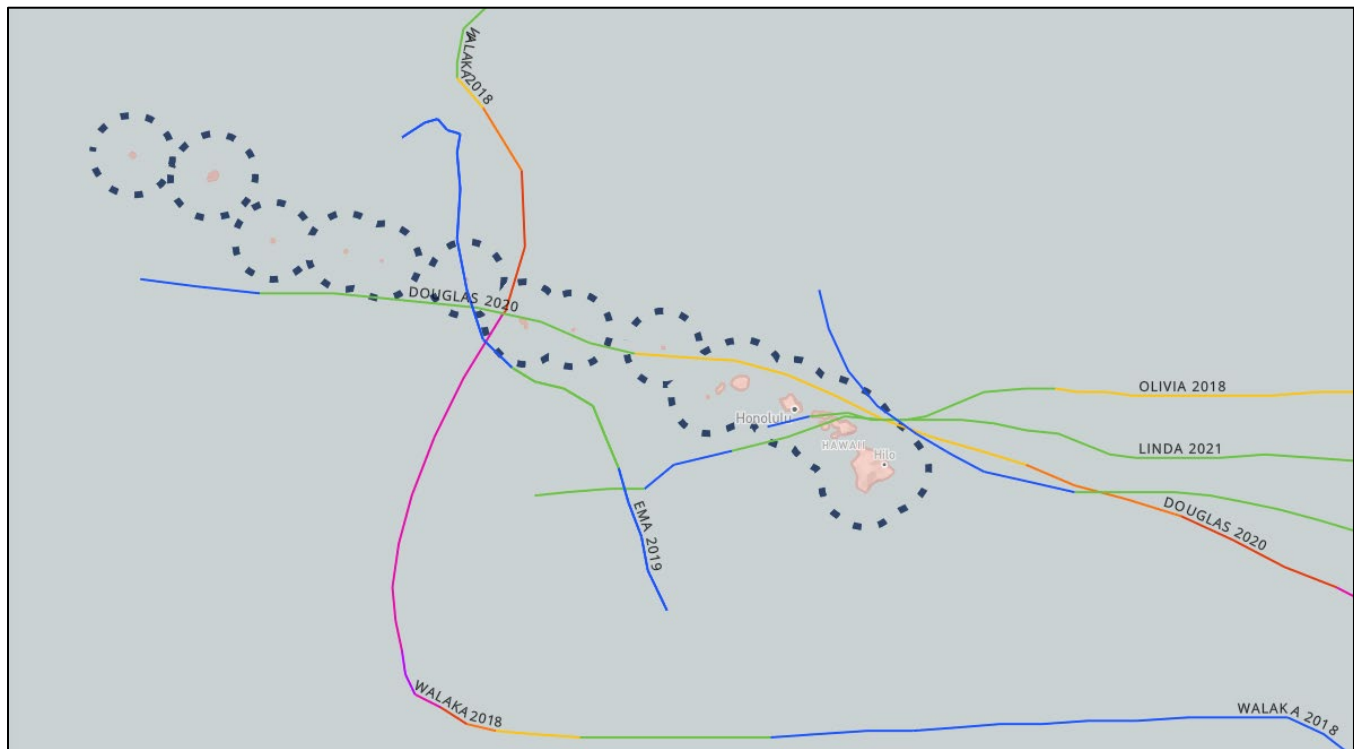 WALAKA 2018
DOUGLAS 2020
OLIVIA 2018
Honolulu
HAWAII
LINDA 2021
Hilo
DOUGLAS 2020
EMA 2019
WALAKA 2018
WALAKA 2018